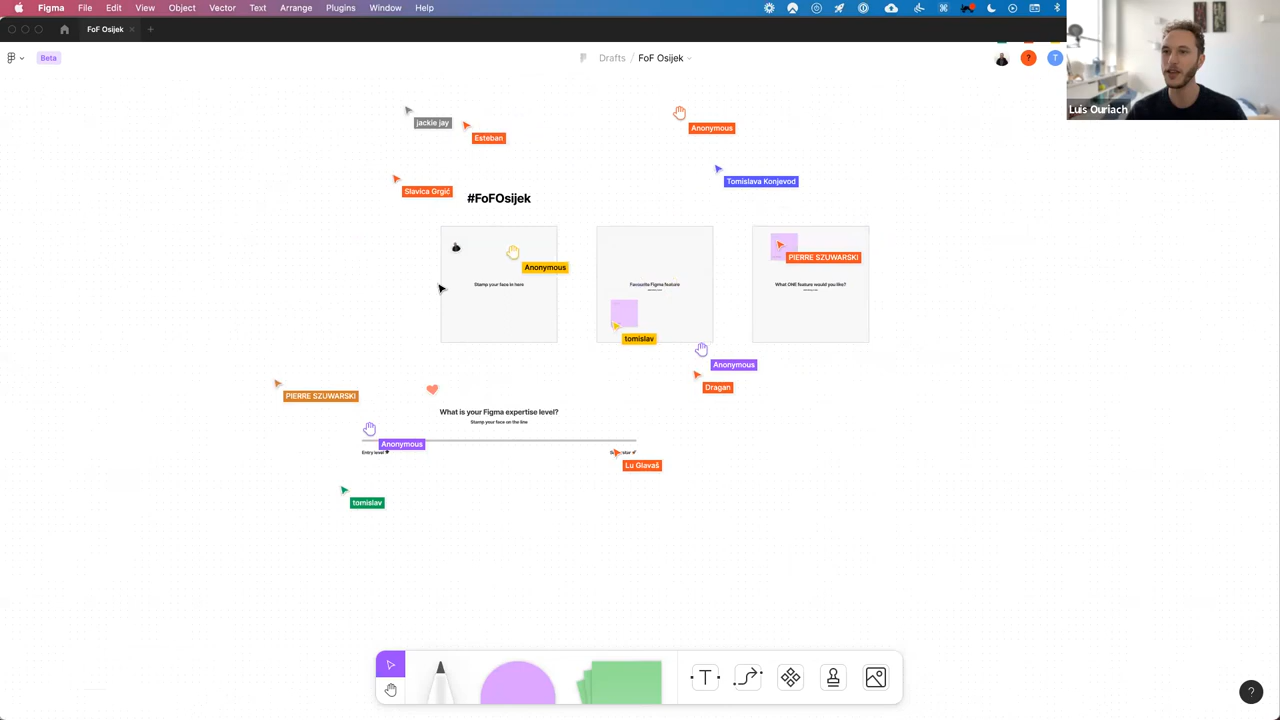 Figma File Edit View Object Vector Text Arrange Plugins Window Help
FoF Osijek
Beta
Drafts / FoF Osijek
? T
Luis Ouriach
jackie jay
Esteban
Anonymous
Tomislava Konjevod
Slavica Grgić
#FoFOsijek
Anonymous
PIERRE SZUWARSKI
Stamp your face in here
Favourite Figma feature
What ONE feature would you like?
tomislav
Anonymous
Dragan
PIERRE SZUWARSKI
What is your Figma expertise level?
Stamp your face on the line
Anonymous
Entry level
Lu Glavaš
tomislav
T
?